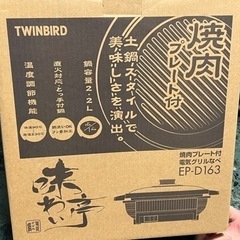 TWINBIRD
焼肉
プレート付
土鍋スタイルで
美・味・しさを演出。
鍋容量2.2L
直火対応・とっ手付鍋
温度調節機能
味わい亭
焼肉プレート付
電気グリルなべ
EP-D163